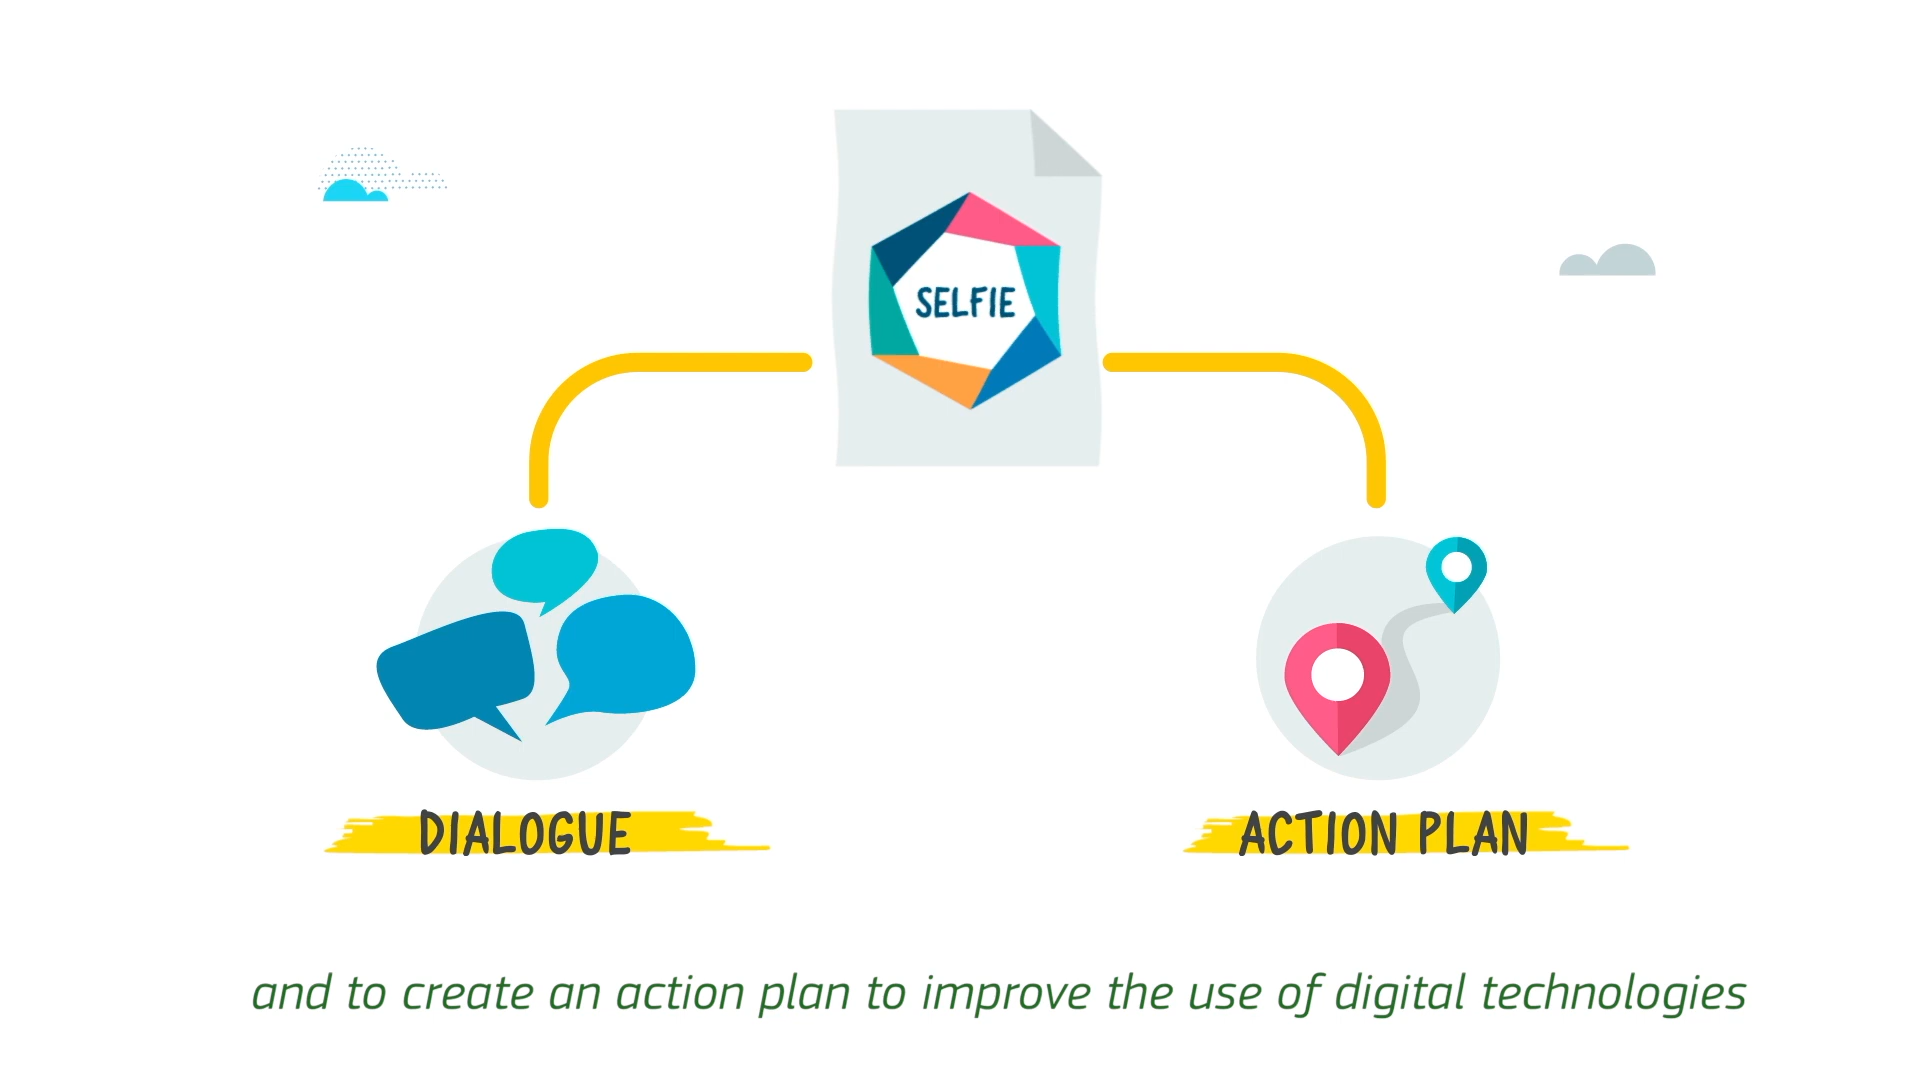 SELFIE
DIALOGUE
ACTION PLAN
and to create an action plan to improve the use of digital technologies